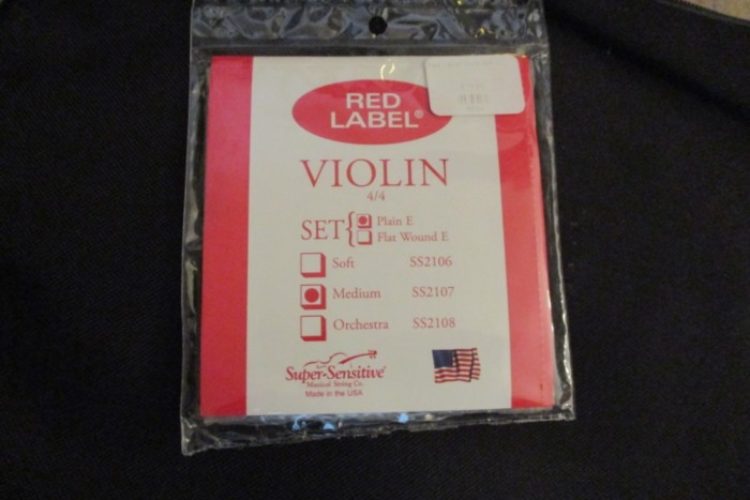 RED
LABEL®
VIOLIN
4/4
SET
Plain E
Flat Wound E
Soft SS2106
Medium SS2107
Orchestra SS2108
Super-Sensitive
Musical String Co.
Made in the USA